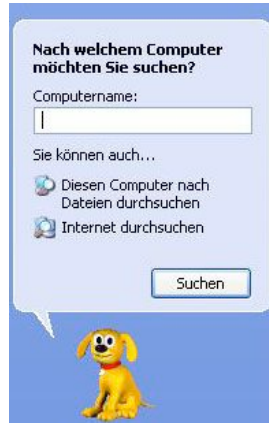 Nach welchem Computer
möchten Sie suchen?
Computername:
Sie können auch...
Diesen Computer nach
Dateien durchsuchen
Internet durchsuchen
Suchen